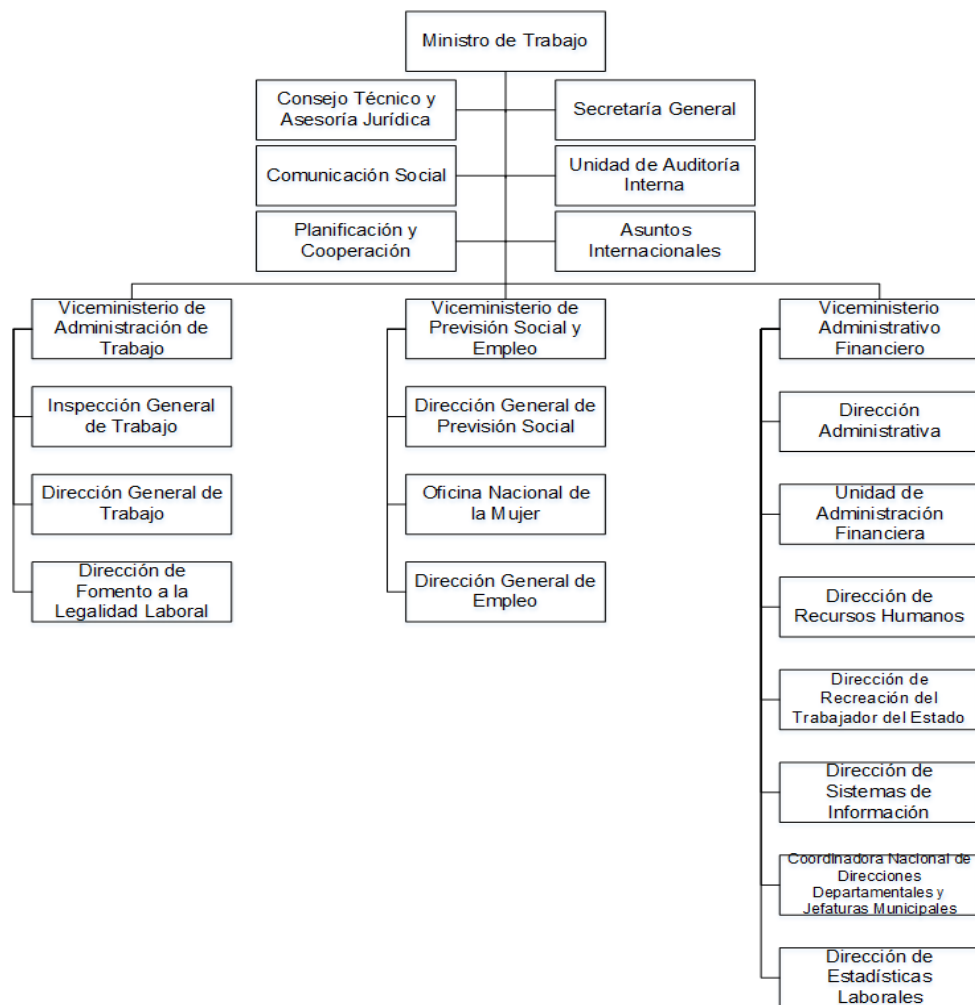 Ministro de Trabajo
Consejo Técnico y
Asesoría Jurídica
Secretaría General
Comunicación Social
Unidad de Auditoría
Interna
Planificación y
Cooperación
Asuntos
Internacionales
Viceministerio de
Administración de
Trabajo
Inspección General
de Trabajo
Dirección General de
Trabajo
Dirección de
Fomento a la
Legalidad Laboral
Viceministerio de
Previsión Social y
Empleo
Dirección General de
Previsión Social
Oficina Nacional de
la Mujer
Dirección General de
Empleo
Viceministerio
Administrativo
Financiero
Dirección
Administrativa
Unidad de
Administración
Financiera
Dirección de
Recursos Humanos
Dirección de
Recreación del
Trabajador del Estado
Dirección de
Sistemas de
Información
Coordinadora Nacional de
Direcciones
Departamentales y
Jefaturas Municipales
Dirección de
Estadísticas
Laborales